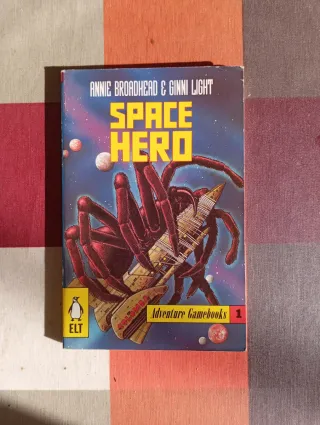 ANNIE BROADHEAD & GINNI LIGHT
SPACE
HERO
Adventure Gamebooks 1
ELT